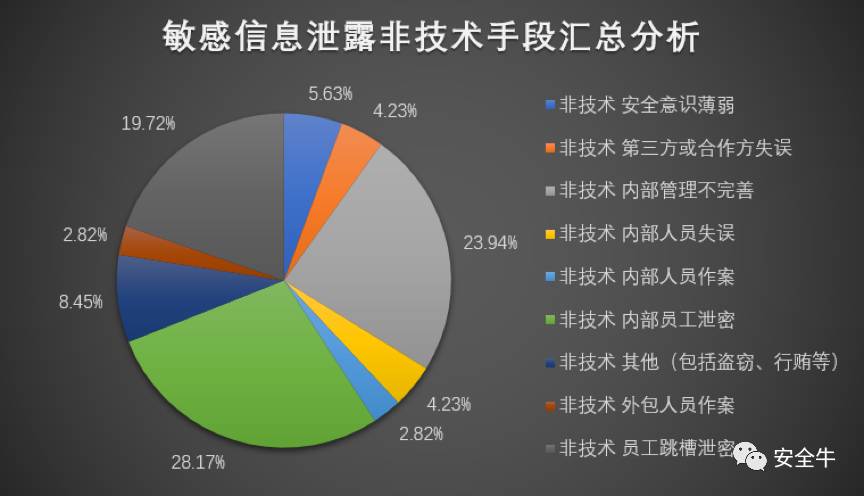 敏感信息泄露非技术手段汇总分析
5.63%
4.23%
19.72%
2.82%
23.94%
8.45%
4.23%
2.82%
28.17%
非技术 安全意识薄弱
非技术 第三方或合作方失误
非技术 内部管理不完善
非技术 内部人员失误
非技术 内部人员作案
非技术 内部员工泄密
非技术 其他（包括盗窃、行贿等）
非技术 外包人员作案
非技术 员工跳槽泄密
安全牛